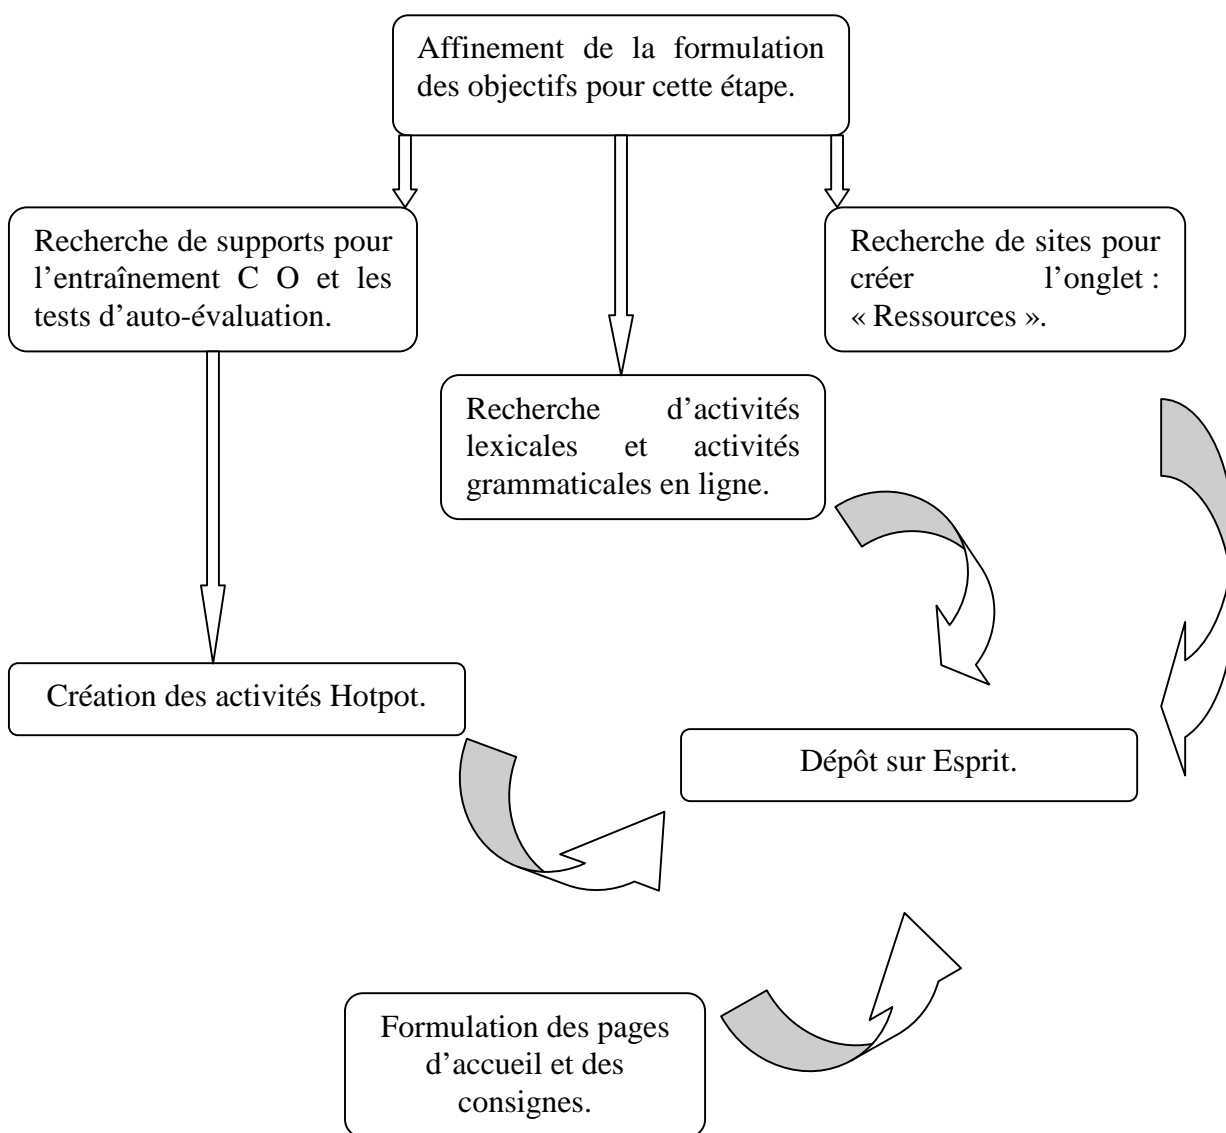 Affinement de la formulation
des objectifs pour cette étape.
Recherche de supports pour
l’entraînement C O et les
tests d’auto-évaluation.
Recherche de sites pour
créer l’onglet :
« Ressources ».
Recherche d’activités
lexicales et activités
grammaticales en ligne.
Création des activités Hotpot.
Dépôt sur Esprit.
Formulation des pages
d’accueil et des
consignes.